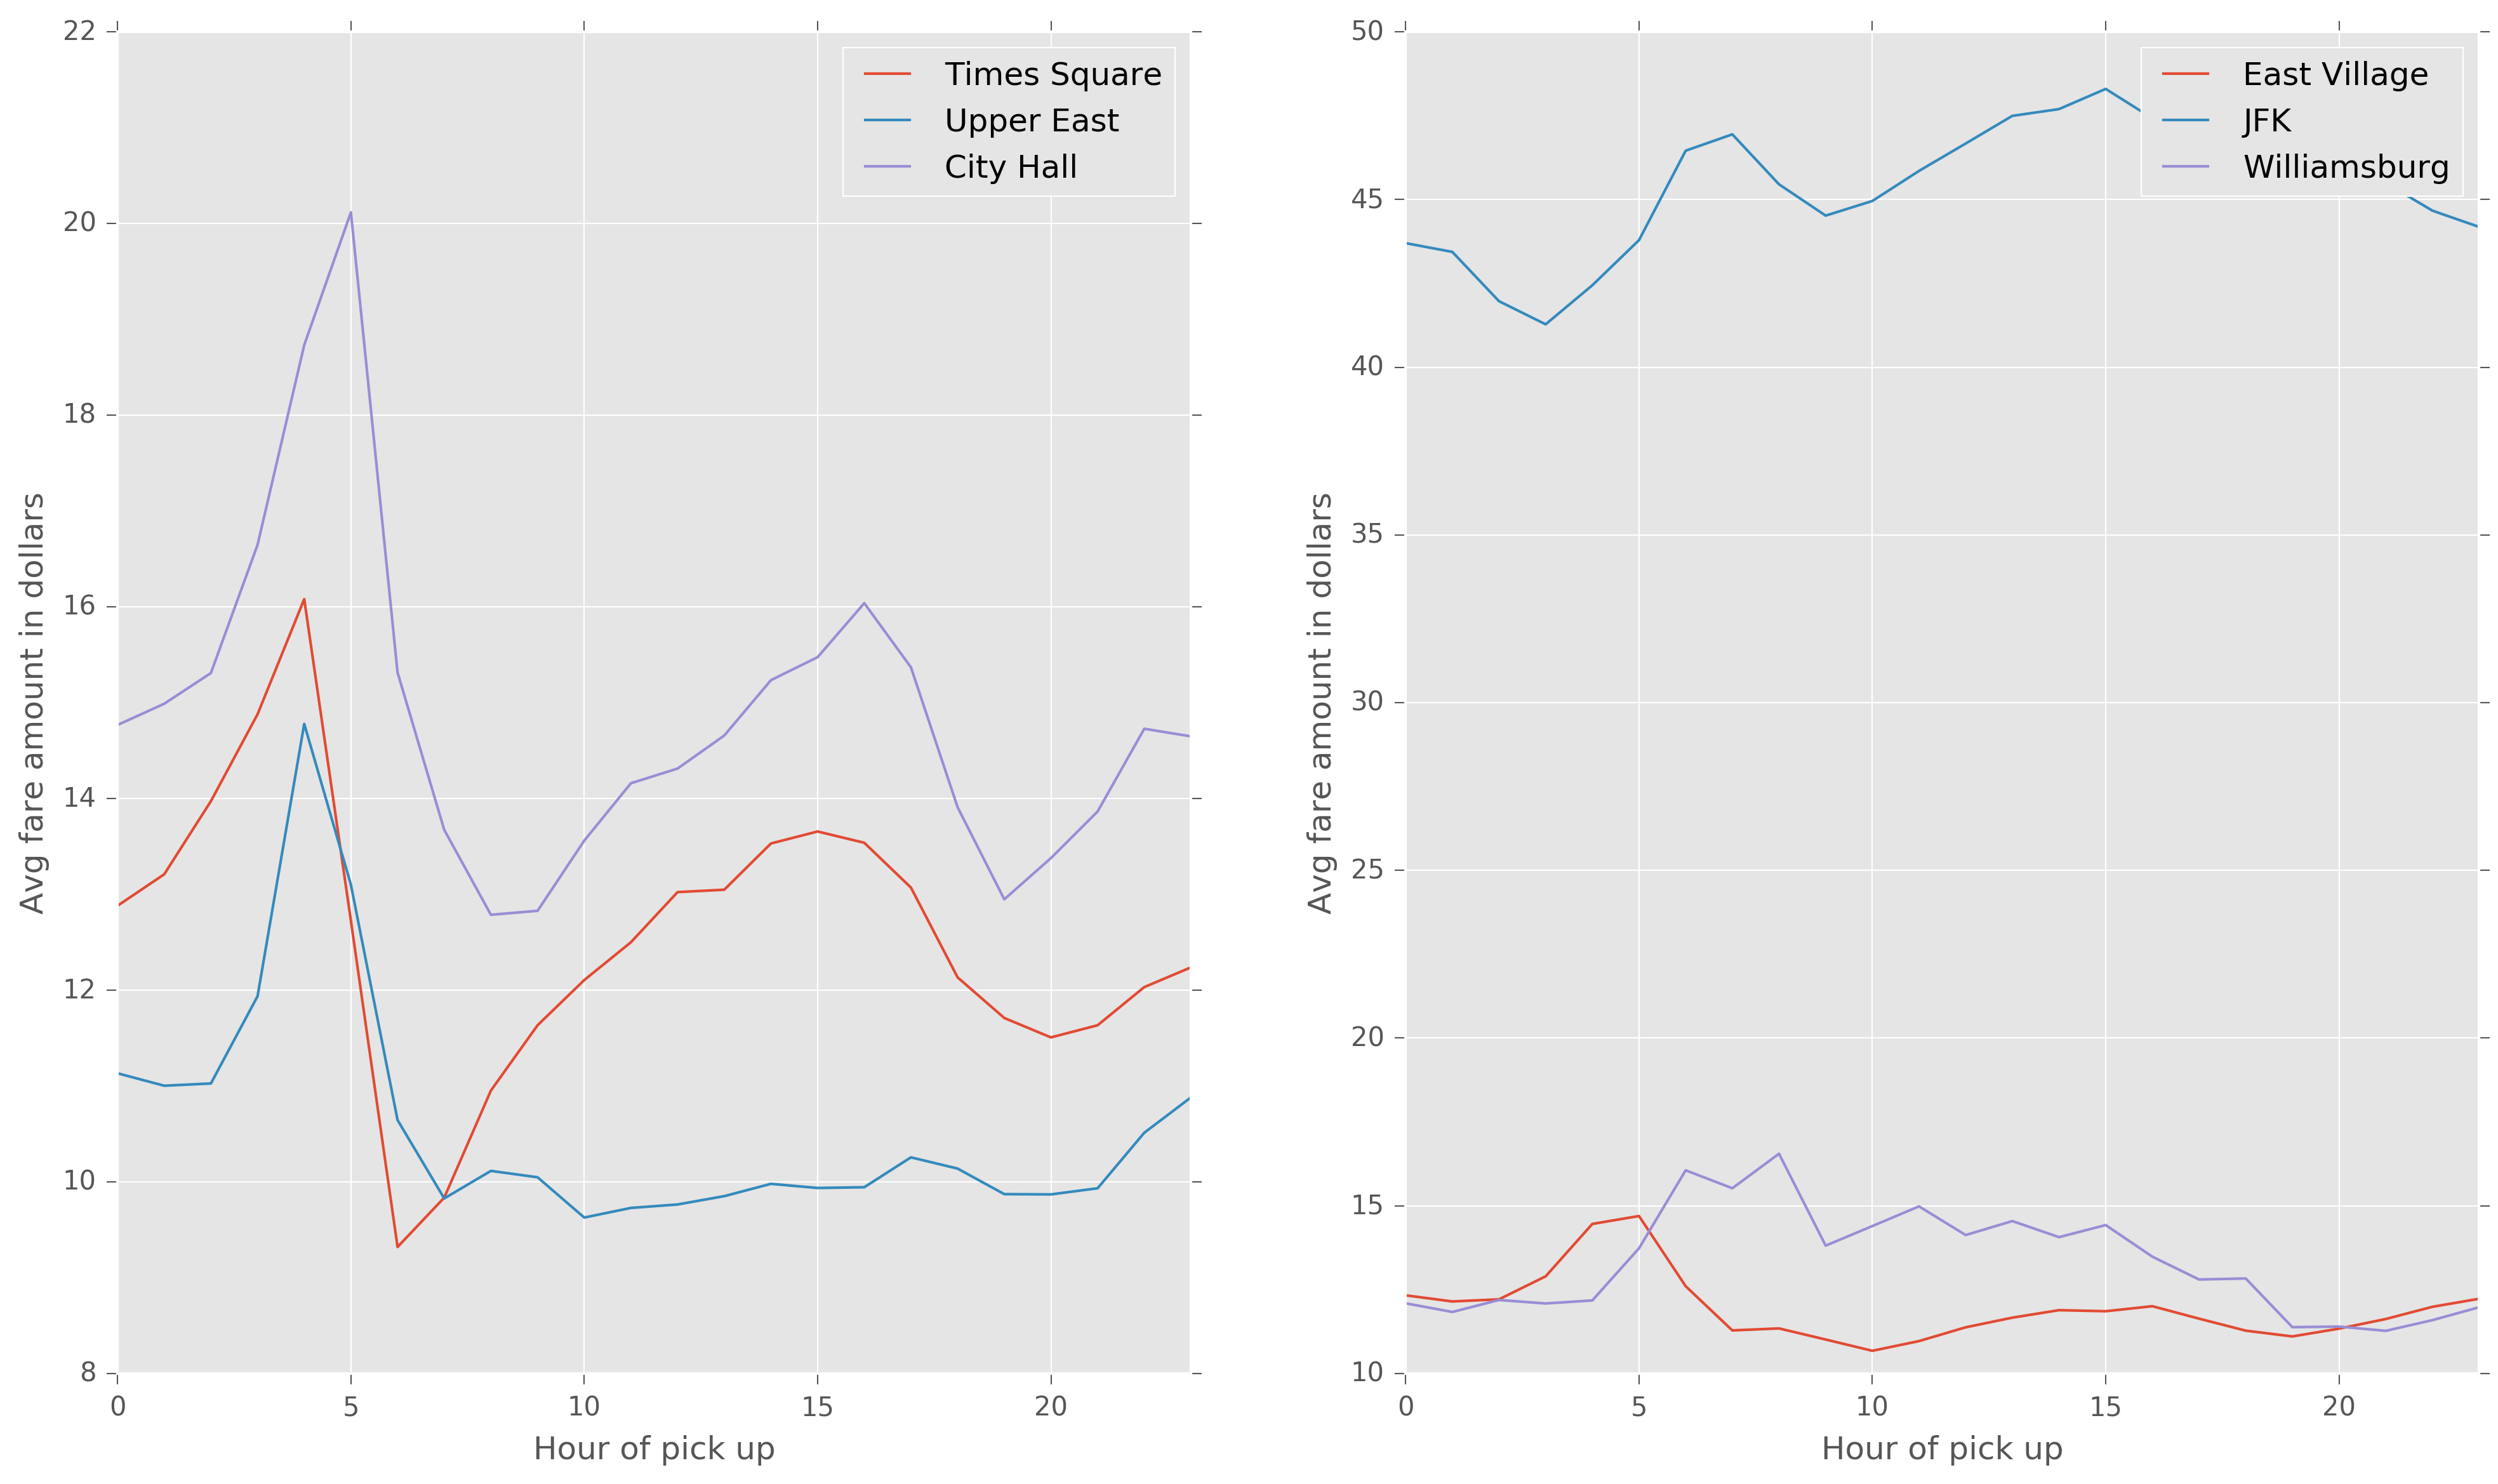 22
20
18
16
14
12
10
8
Avg fare amount in dollars
0 5 10 15 20
Hour of pick up
Times Square
Upper East
City Hall
50
45
40
35
30
25
20
15
10
Avg fare amount in dollars
0 5 10 15 20
Hour of pick up
East Village
JFK
Williamsburg